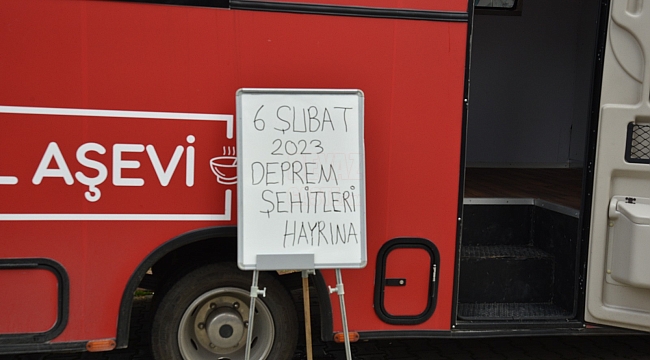 AŞEVİ
6 ŞUBAT
2023
DEPREM
ŞEHİTLERİ
HAYRINA